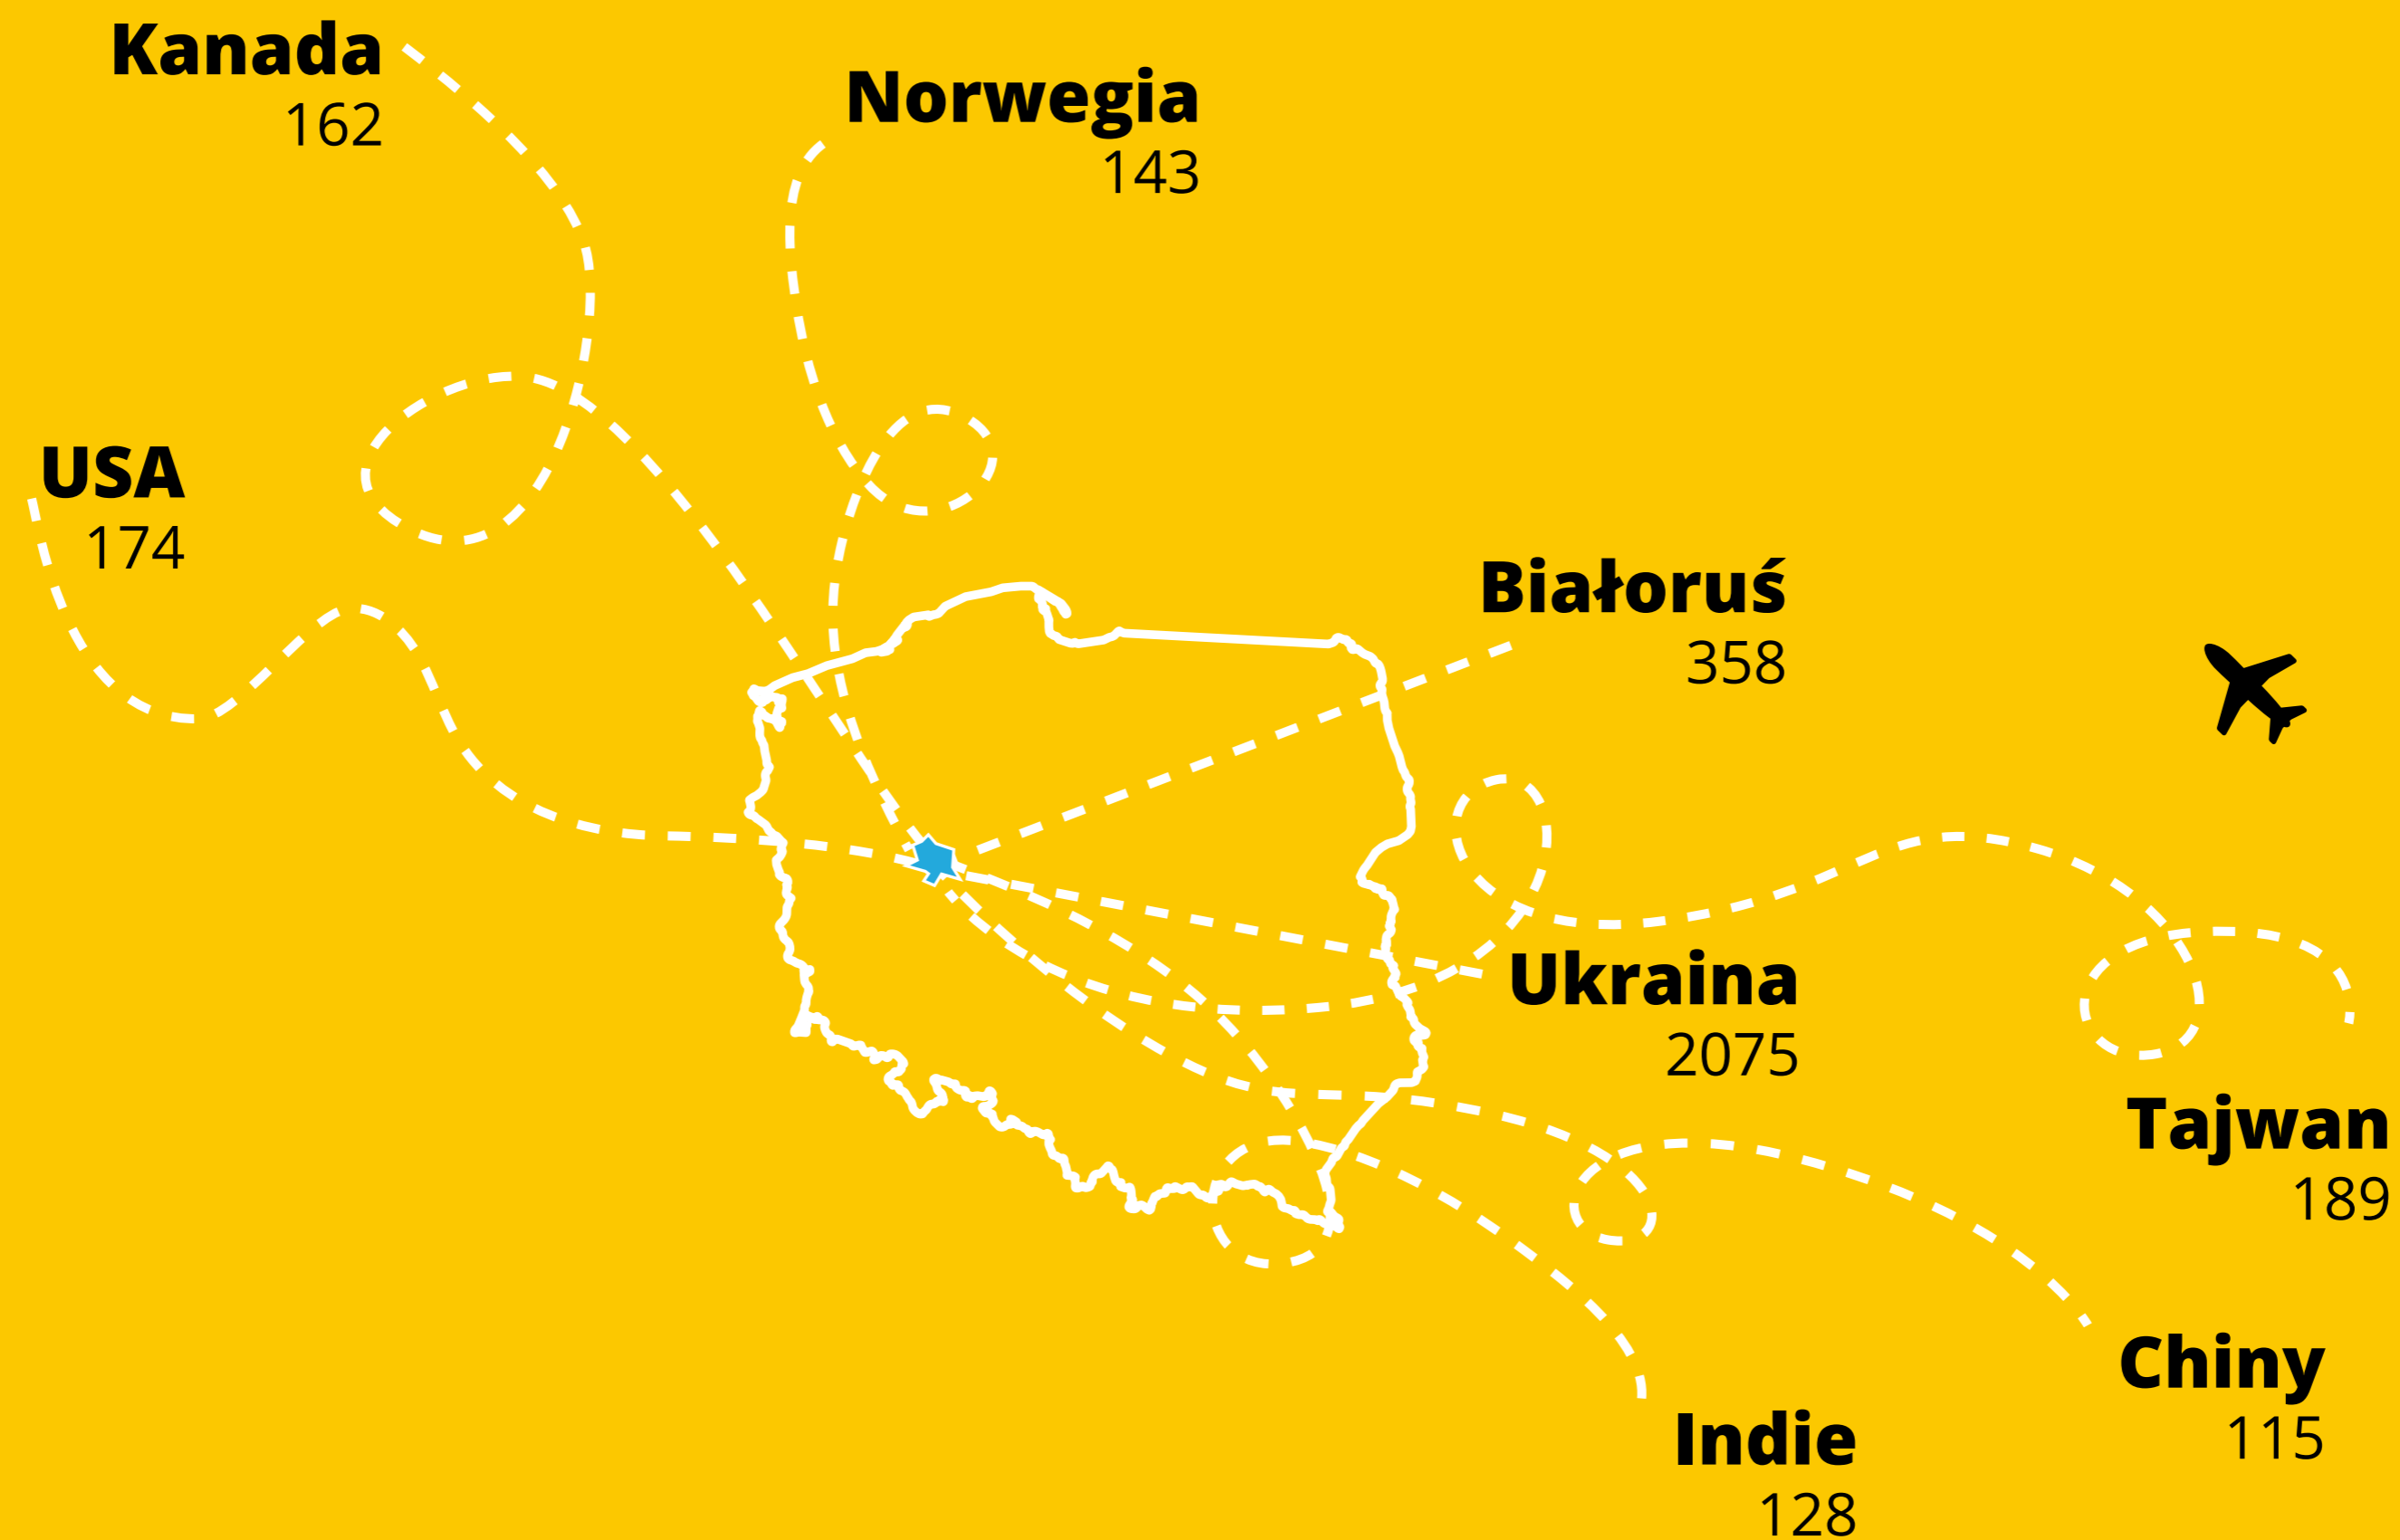 Kanada
162
Norwegia
143
USA
174
Białoruś
358
Ukraina
2075
Tajwan
189
Chiny
115
Indie
128